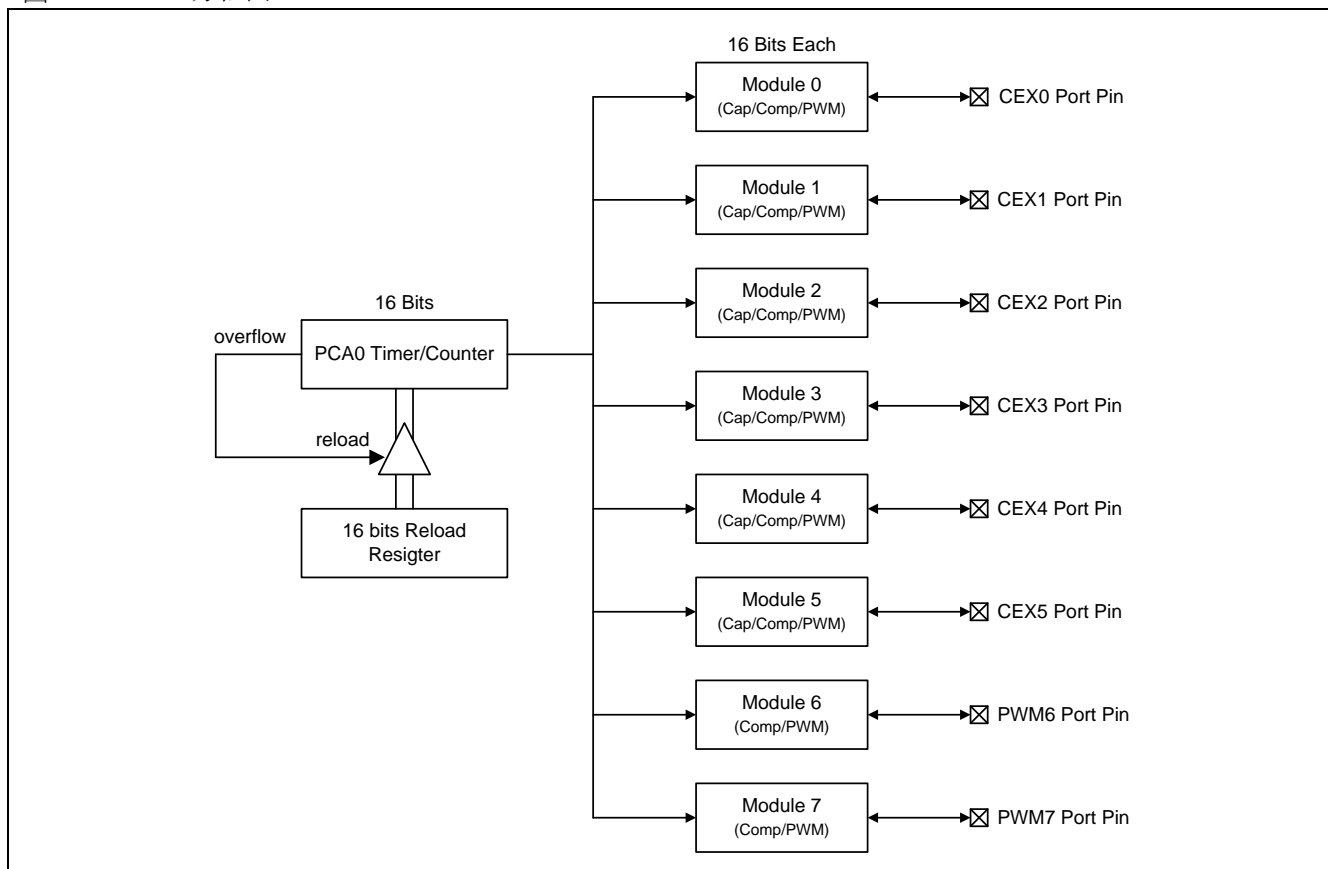 16 Bits Each
Module 0
(Cap/Comp/PWM)
CEX0 Port Pin
Module 1
(Cap/Comp/PWM)
CEX1 Port Pin
Module 2
(Cap/Comp/PWM)
CEX2 Port Pin
16 Bits
overflow
PCA0 Timer/Counter
Module 3
(Cap/Comp/PWM)
CEX3 Port Pin
reload
16 bits Reload
Resigter
Module 4
(Cap/Comp/PWM)
CEX4 Port Pin
Module 5
(Cap/Comp/PWM)
CEX5 Port Pin
Module 6
(Comp/PWM)
PWM6 Port Pin
Module 7
(Comp/PWM)
PWM7 Port Pin